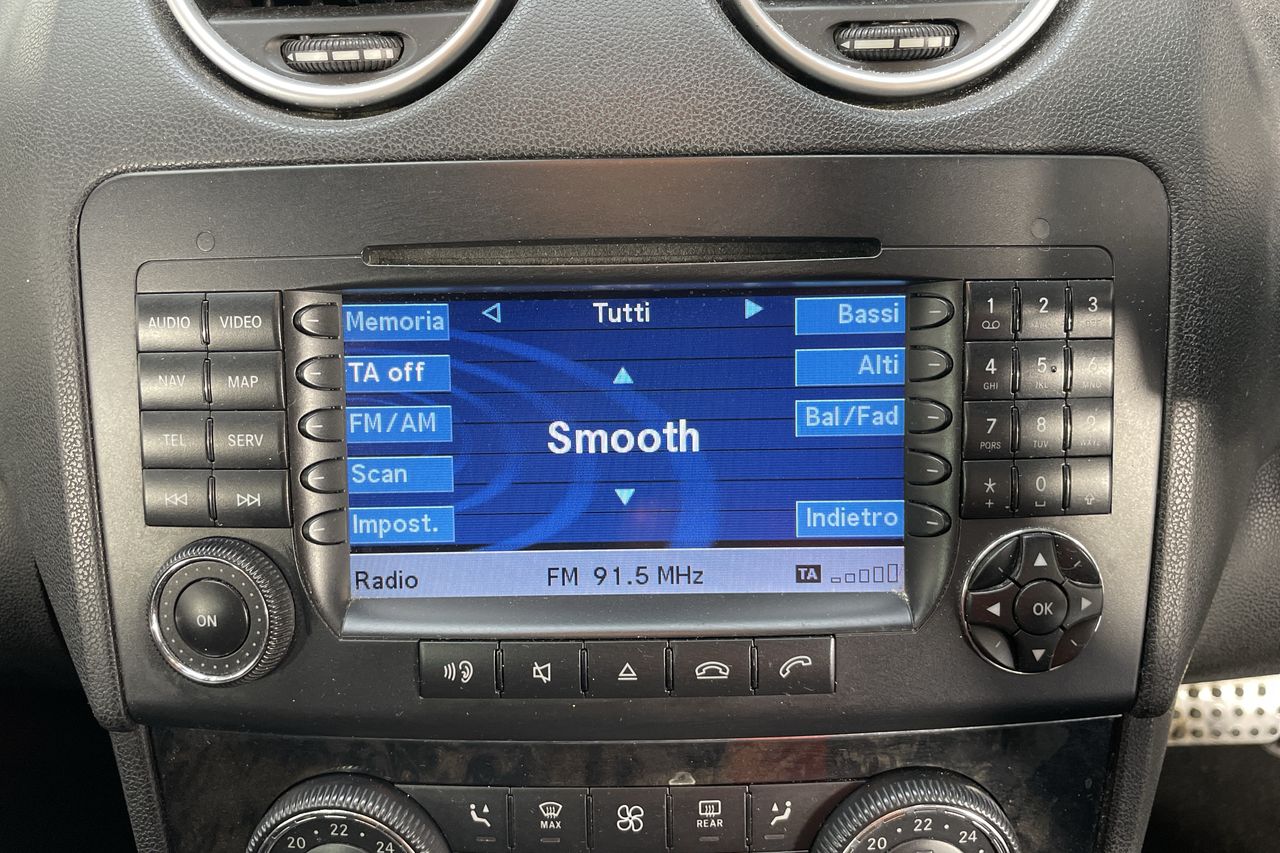 AUDIO VIDEO
NAV MAP
TEL SERV
ON
Memoria
TA off
FM/AM
Scan
Impost.
Tutti
Smooth
Bassi
Alti
Bal/Fad
Indietro
Radio FM 91.5 MHz TA
1 2 3
4 5 6
GHI JKL MNO
7 8 9
PQRS TUV WXYZ
* 0
+
OK
20 22 24
MAX
REAR
20 22 24